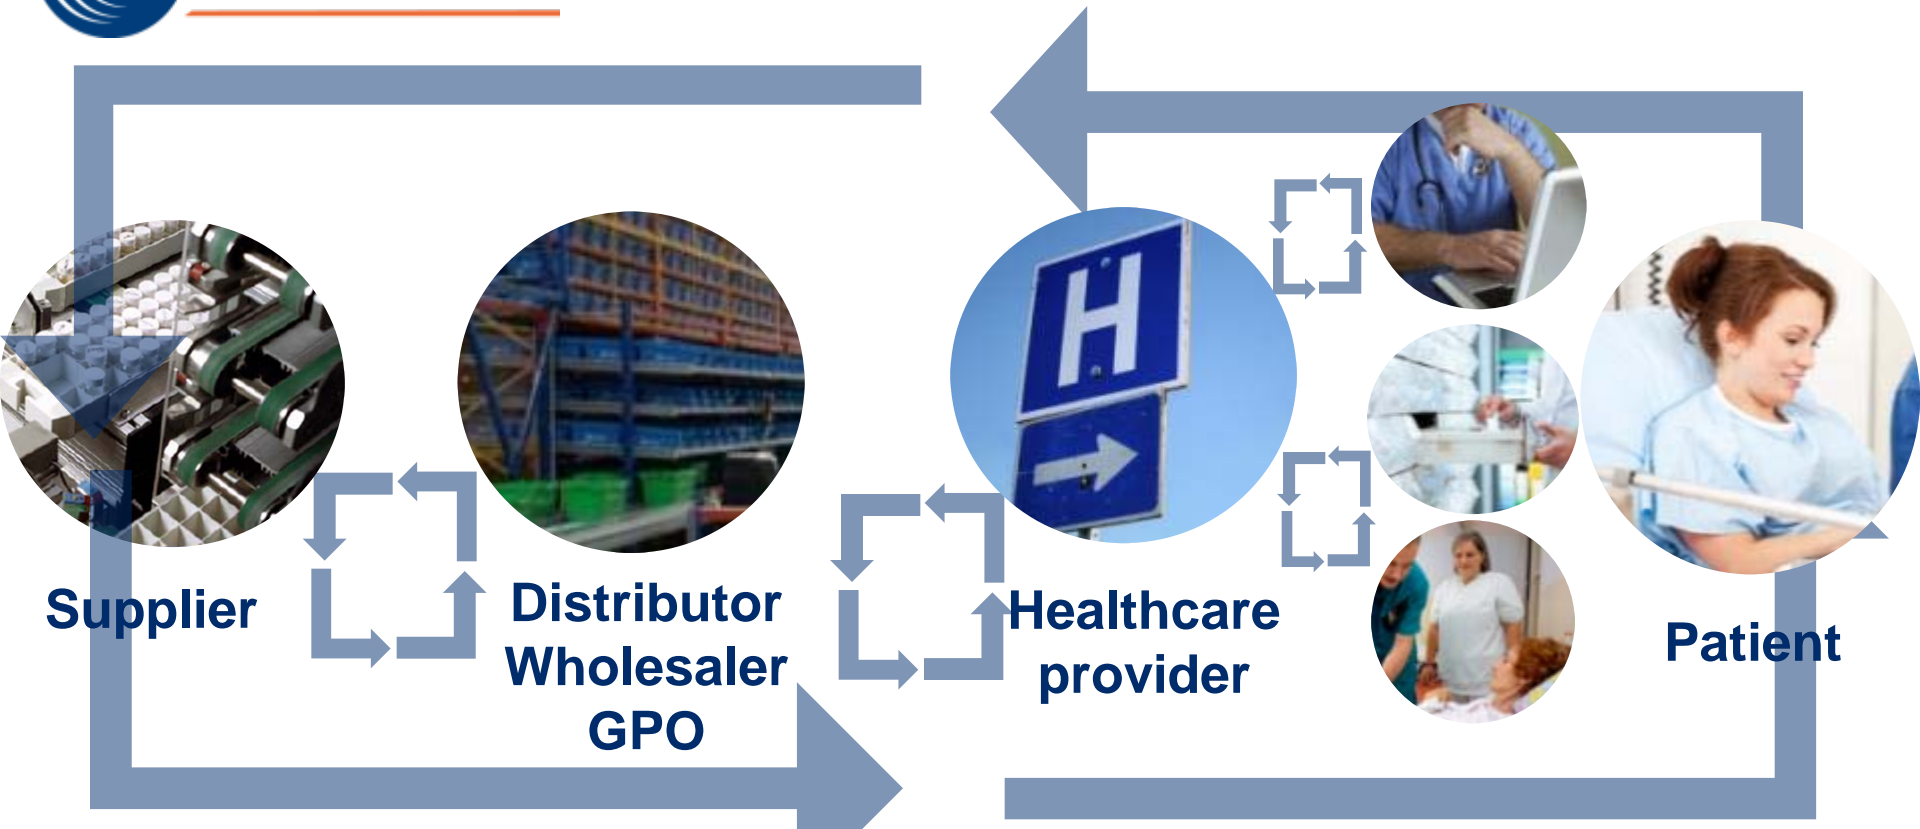 H
Supplier
Distributor
Wholesaler
GPO
Healthcare
provider
Patient